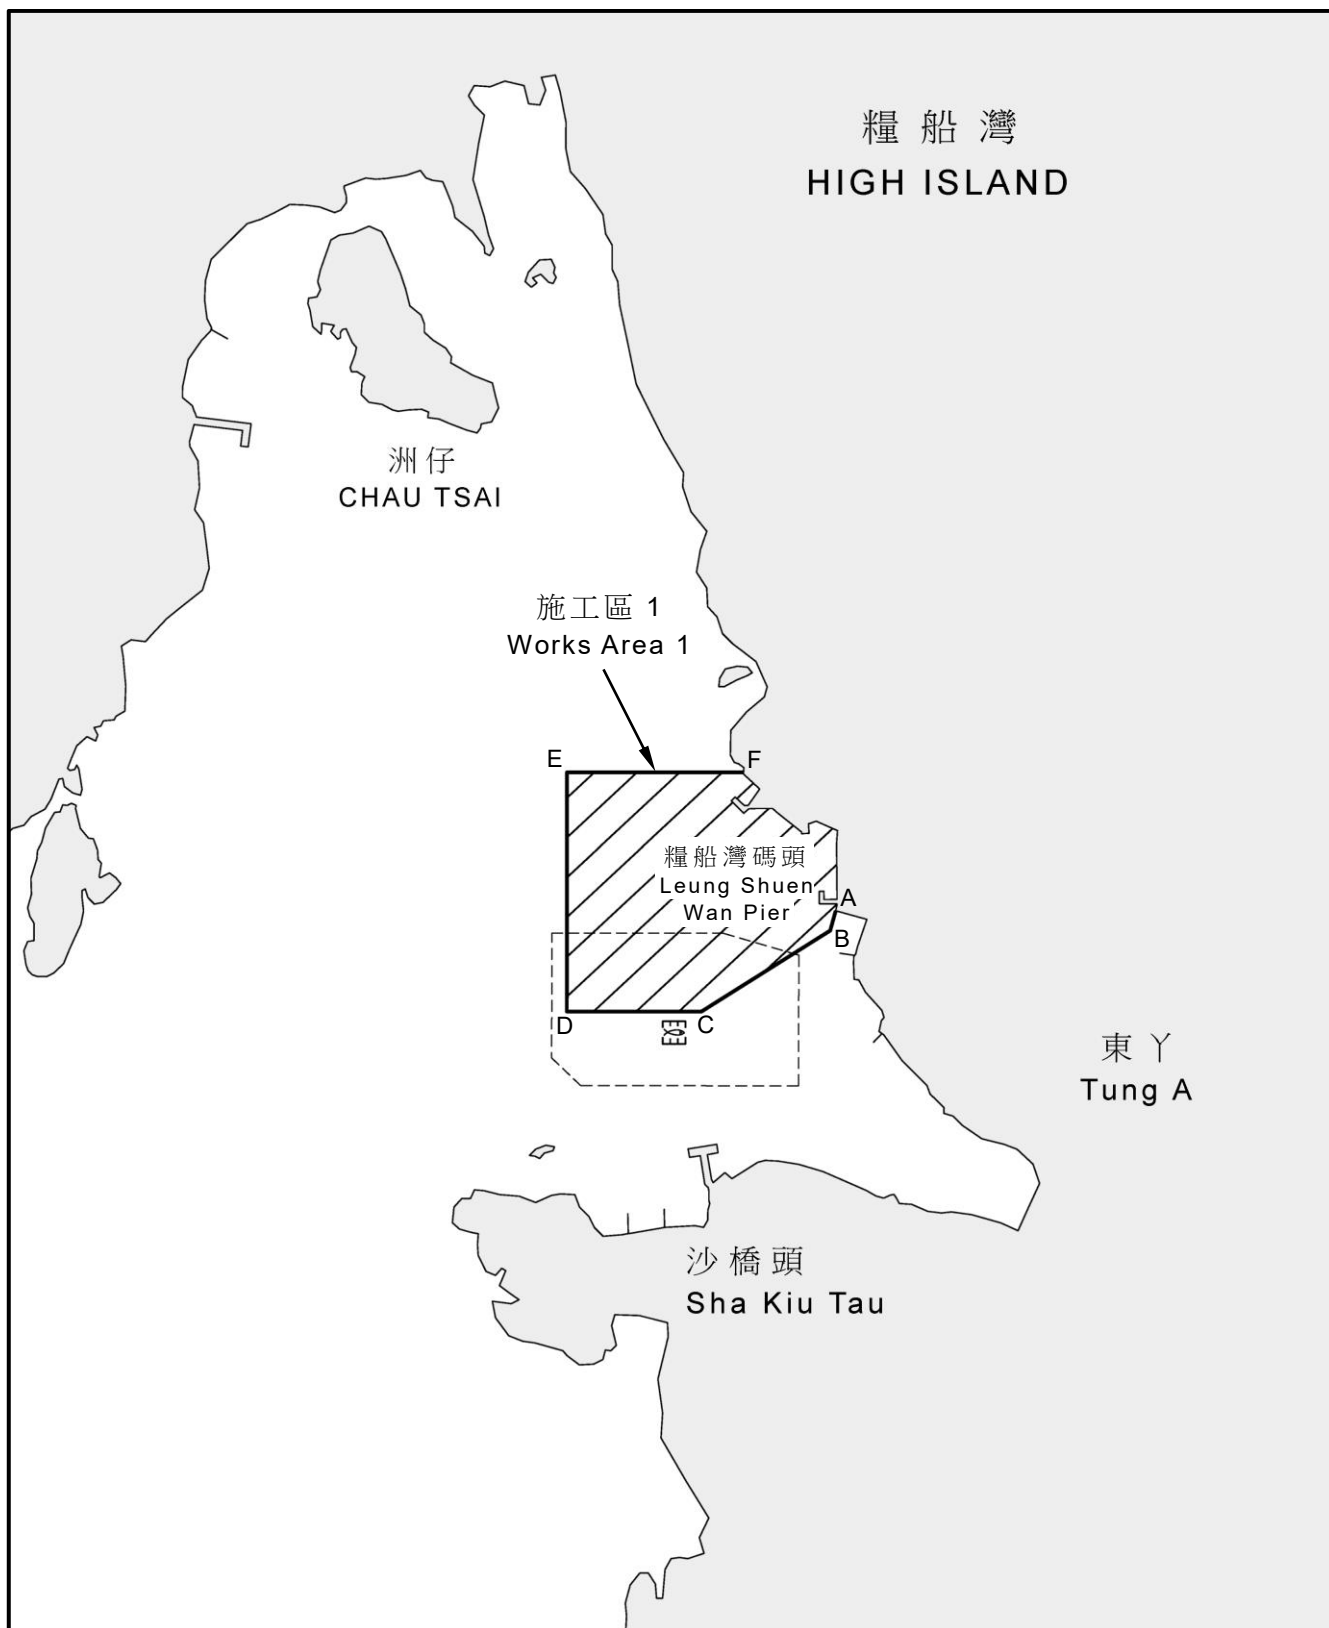 糧船灣
HIGH ISLAND
洲仔
CHAU TSAI
施工區 1
Works Area 1
E
F
糧船灣碼頭
Leung Shuen
Wan Pier
A
B
D
C
東丫
Tung A
沙橋頭
Sha Kiu Tau